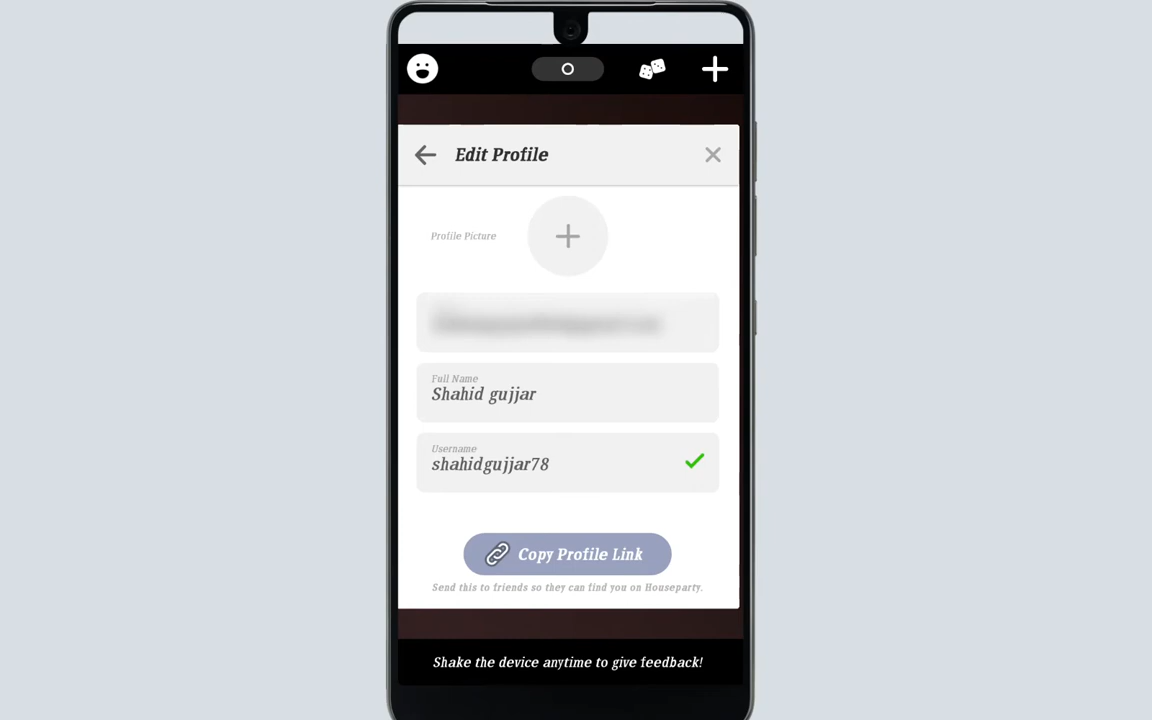 Edit Profile
Profile Picture
Full Name
Shahid gujjar
Username
shahidgujjar78
Copy Profile Link
Send this to friends so they can find you on Houseparty.
Shake the device anytime to give feedback!